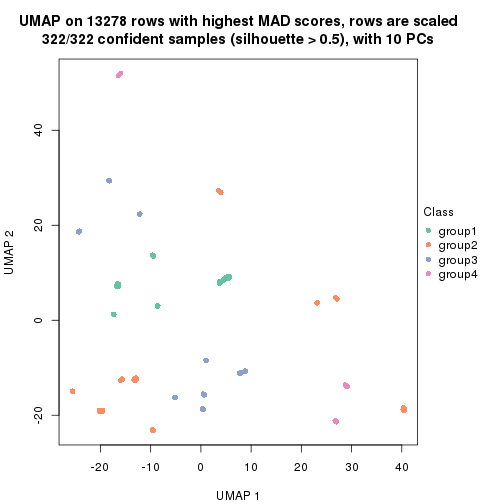 UMAP on 13278 rows with highest MAD scores, rows are scaled
322/322 confident samples (silhouette > 0.5), with 10 PCs
UMAP 2
40
20
0
-20
-20 -10 0 10 20 30 40
UMAP 1
Class
group1
group2
group3
group4